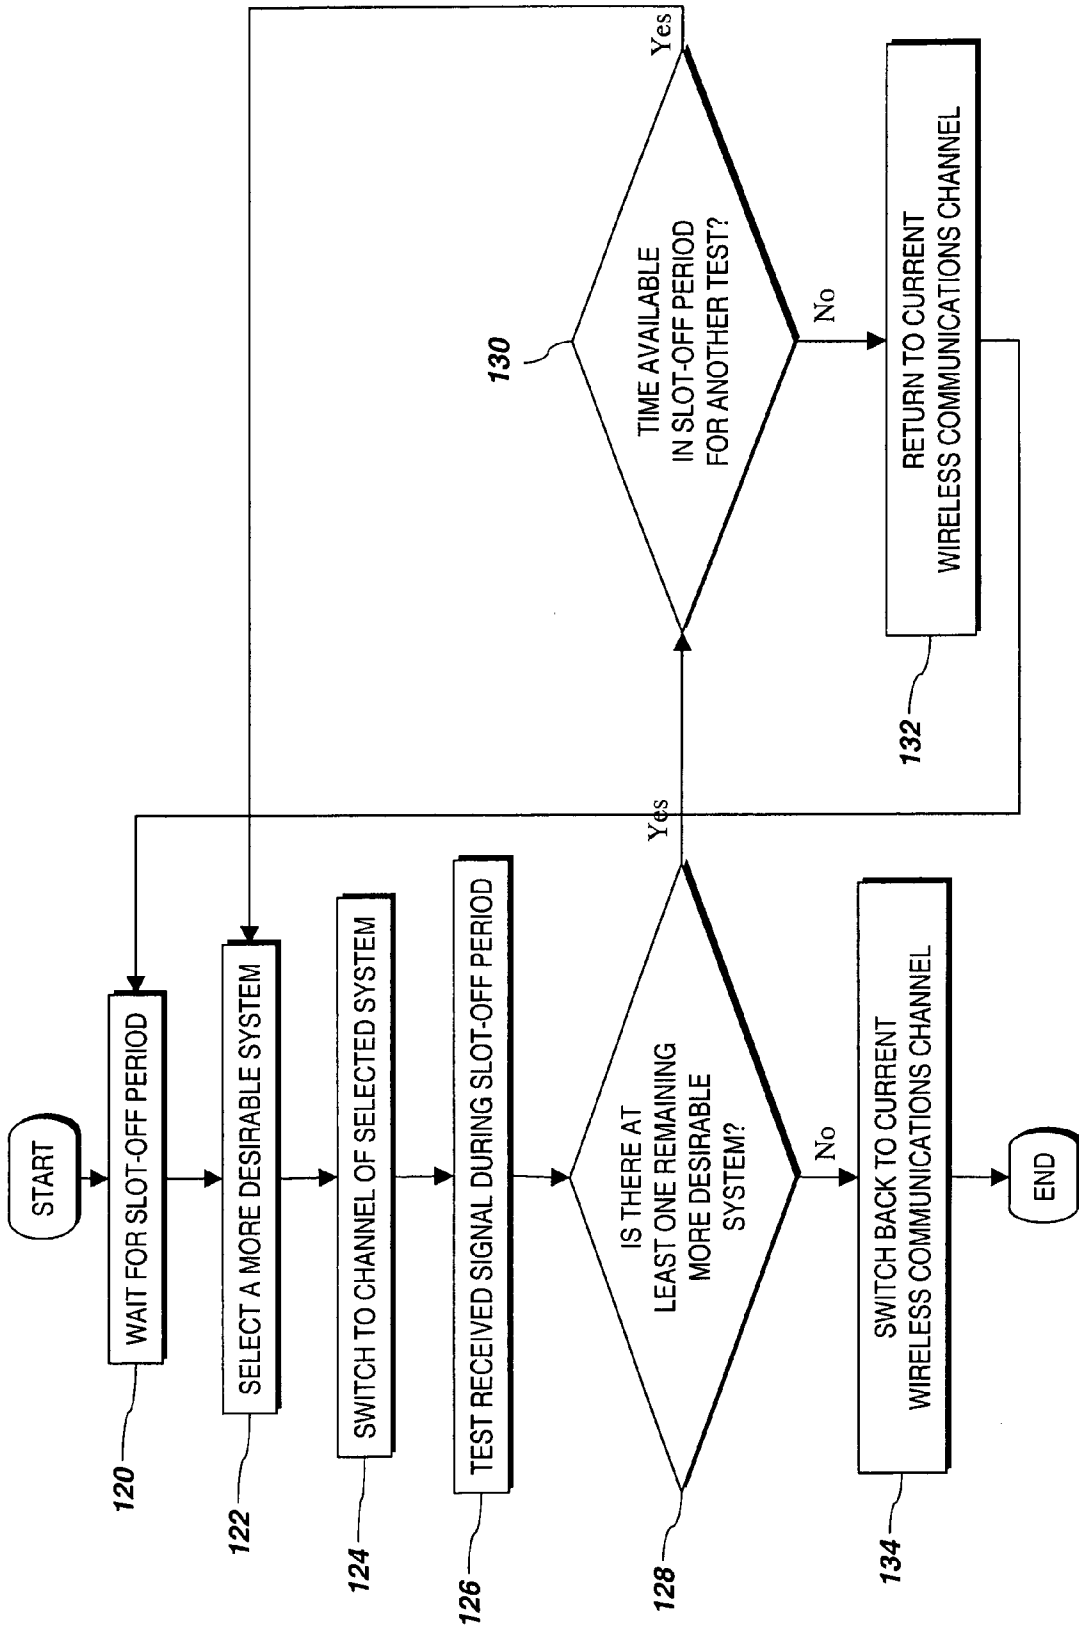 START
120
WAIT FOR SLOT-OFF PERIOD
122
SELECT A MORE DESIRABLE SYSTEM
124
SWITCH TO CHANNEL OF SELECTED SYSTEM
126
TEST RECEIVED SIGNAL DURING SLOT-OFF PERIOD
128
IS THERE AT
LEAST ONE REMAINING
MORE DESIRABLE
SYSTEM?
Yes
No
130
TIME AVAILABLE
IN SLOT-OFF PERIOD
FOR ANOTHER TEST?
Yes
No
132
RETURN TO CURRENT
WIRELESS COMMUNICATIONS CHANNEL
134
SWITCH BACK TO CURRENT
WIRELESS COMMUNICATIONS CHANNEL
END